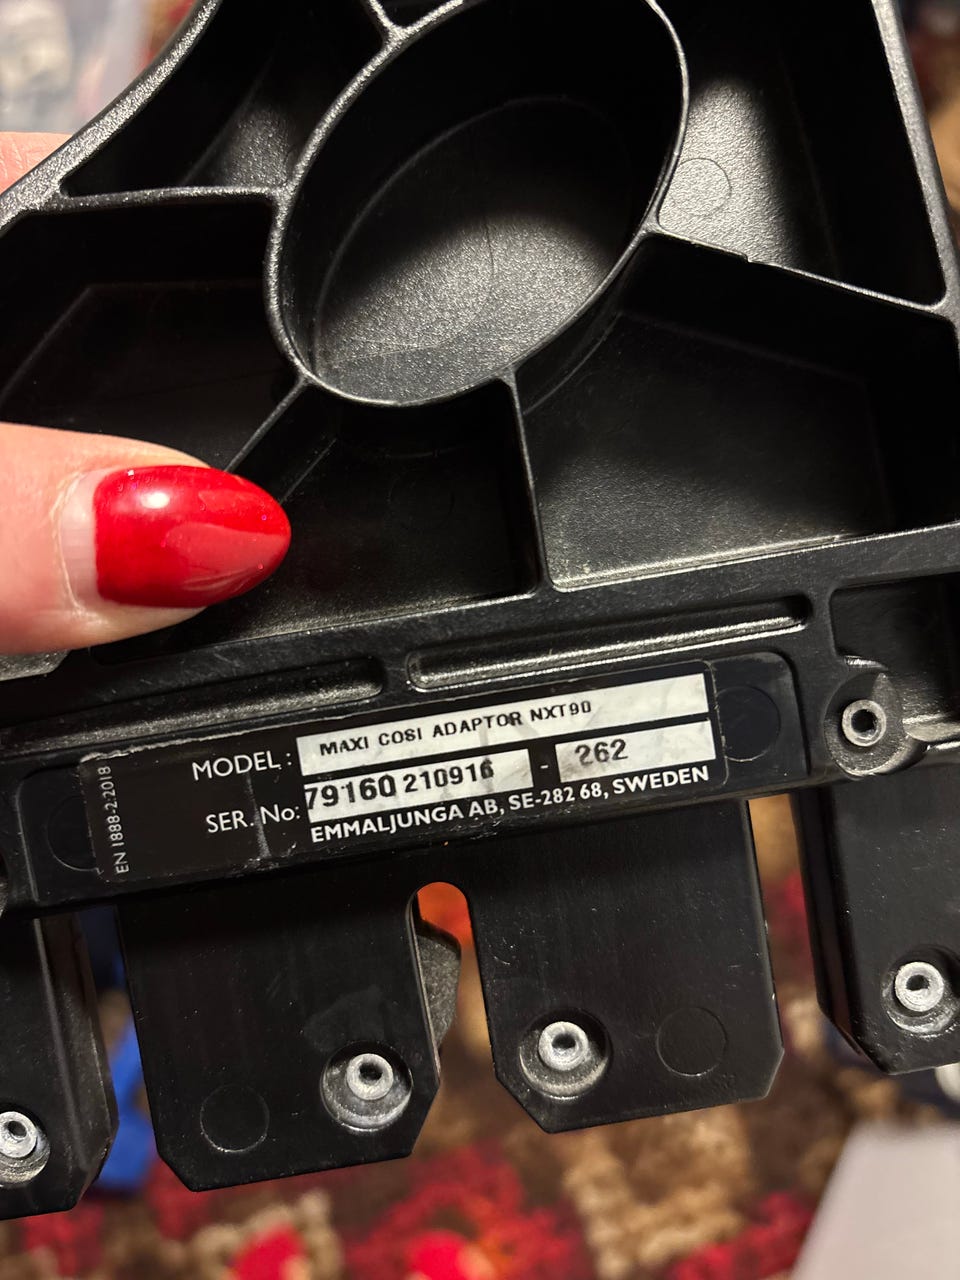 MODEL: MAXI COSI ADAPTOR NXT90
SER. No: 79160 210916 - 262
EMMALJUNGA AB, SE-282 68, SWEDEN
EN 1888-2:2018